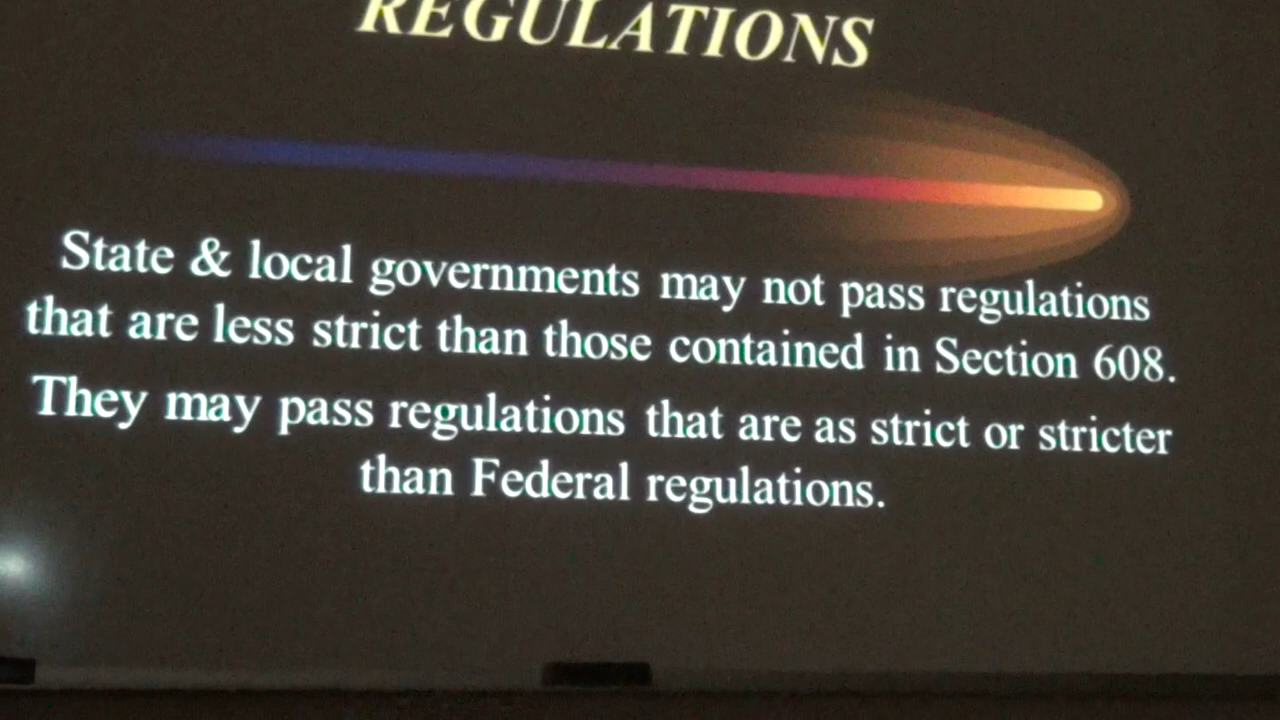 REGULATIONS
State & local governments may not pass regulations
that are less strict than those contained in Section 608.
They may pass regulations that are as strict or stricter
than Federal regulations.